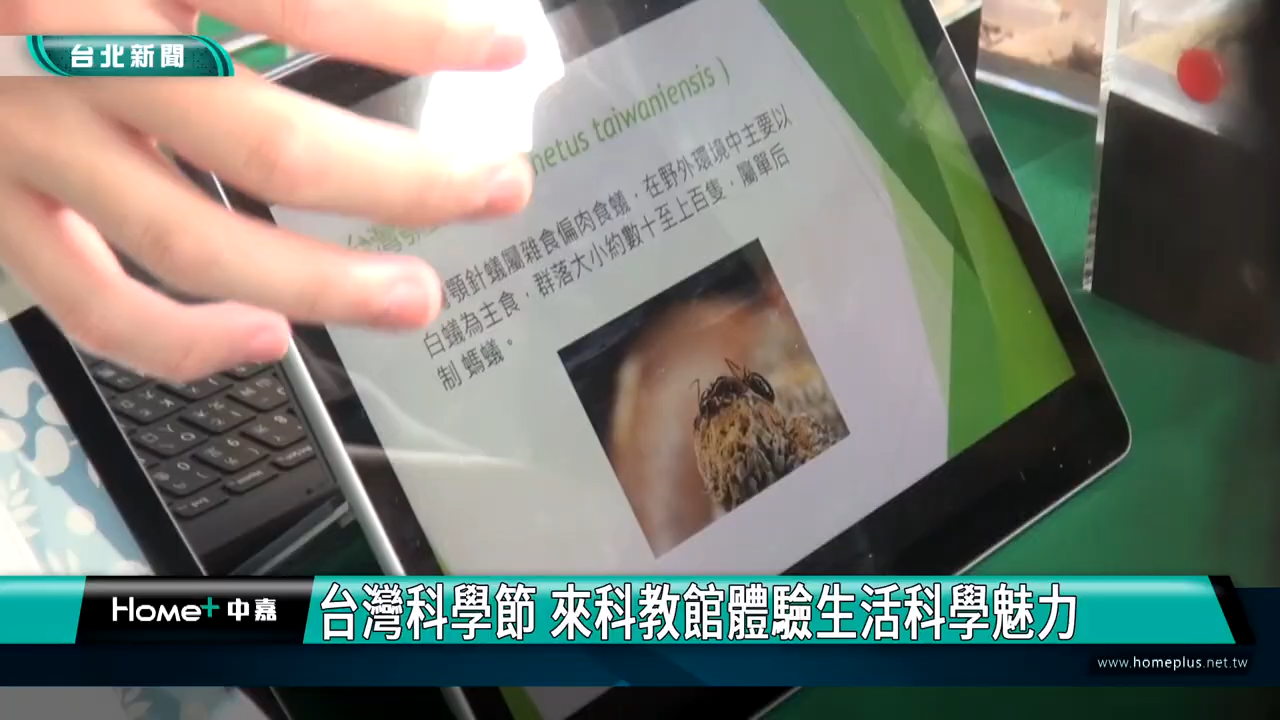 台北新聞
netus taiwaniensis )
顎針蟻屬雜食偏肉食蟻，在野外環境中主要以
白蟻為主食，群落大小約數十至上百隻，屬單后
制螞蟻。
Home+中嘉
台灣科學節 來科教館體驗生活科學魅力
www.homeplus.net.tw